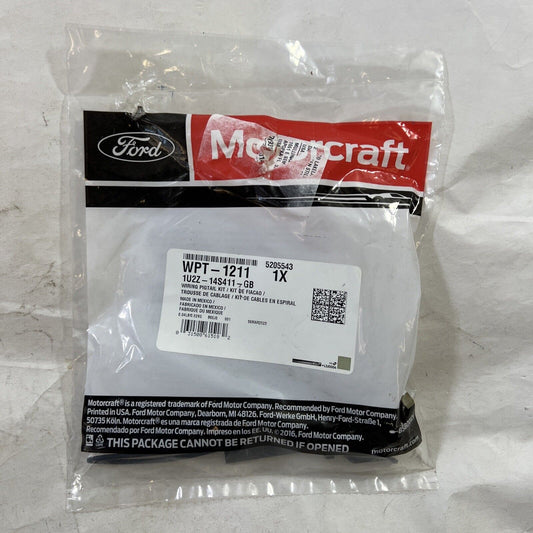 Ford
Motorcraft
5205543
WPT-1211 1X
1U2Z-14S411-GB
WIRING PIGTAIL KIT / KIT DE FIACAO /
TROUSSE DE CABLAGE / KIT DE CABLES EN ESPIRAL
MADE IN MEXICO /
FABRICADO EN MEXICO /
FABRIQUE DU MEXIQUE
Motorcraft® is a registered trademark of Ford Motor Company. Recommended by Ford Motor Company.
Printed in USA. Ford Motor Company, Dearborn, MI 48126. Ford-Werke GmbH, Henry-Ford-Straße 1,
50735 Köln. Motorcraft® es una marca registrada de Ford Motor Company.
Recomendado por Ford Motor Company. Impreso en los EE. UU. © 2016, Ford Motor Company.
THIS PACKAGE CANNOT BE RETURNED IF OPENED
motorcraft.com